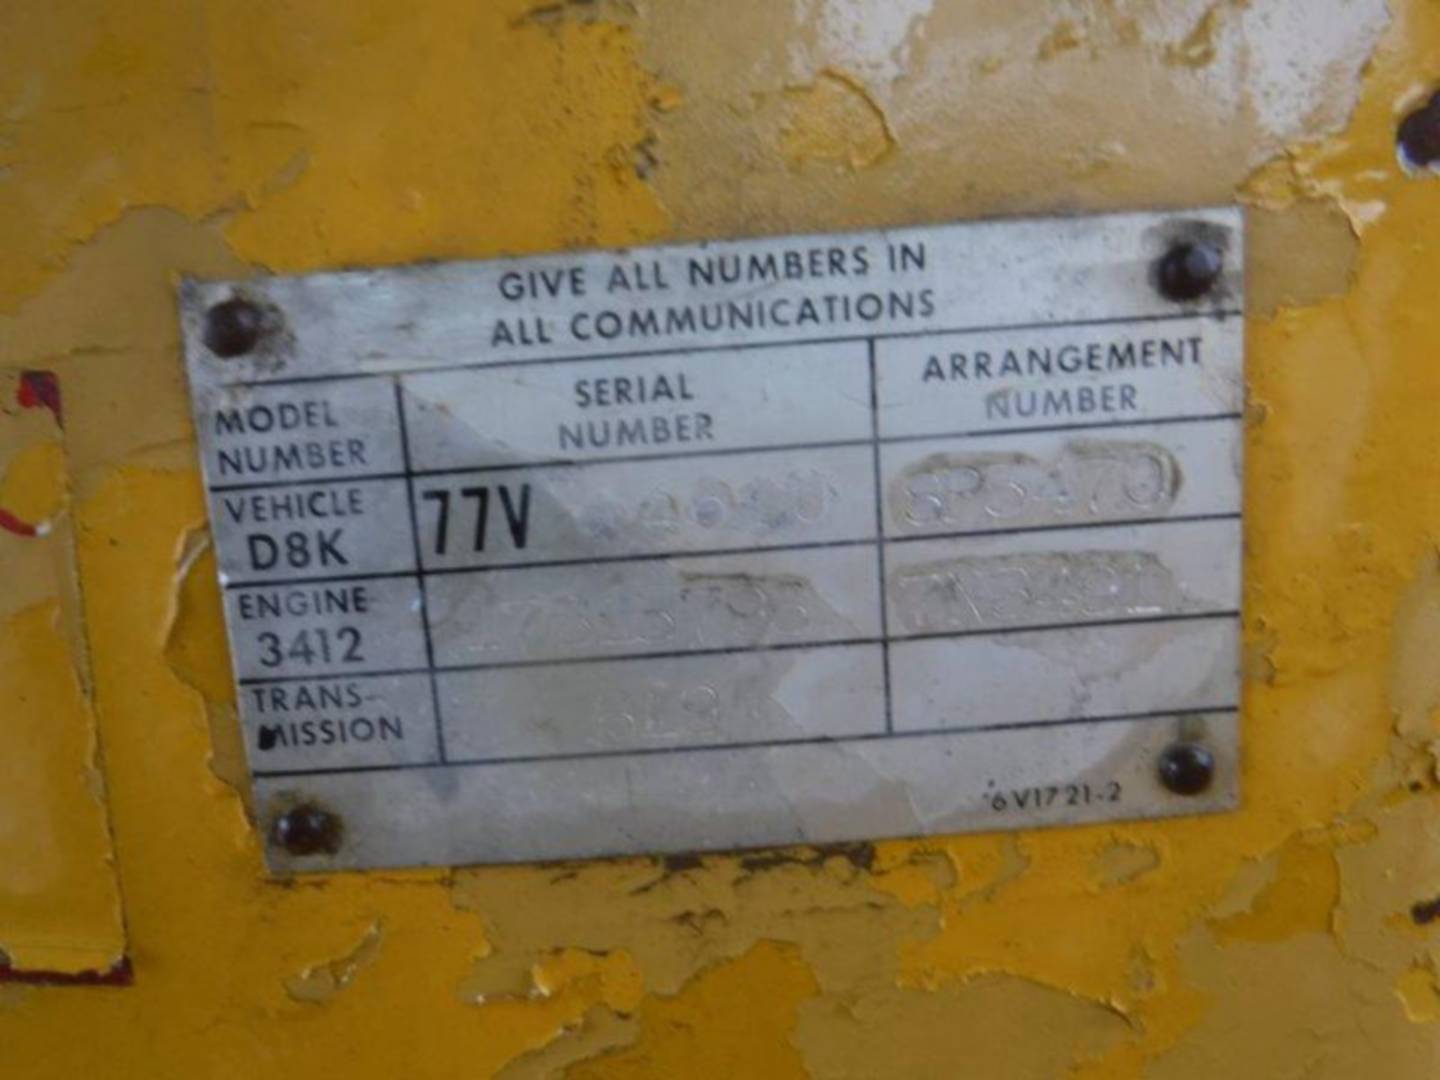 GIVE ALL NUMBERS IN
ALL COMMUNICATIONS
MODEL NUMBER
SERIAL NUMBER
ARRANGEMENT NUMBER
VEHICLE
D8K
77V
ENGINE
3412
TRANS-
MISSION
6V1721-2